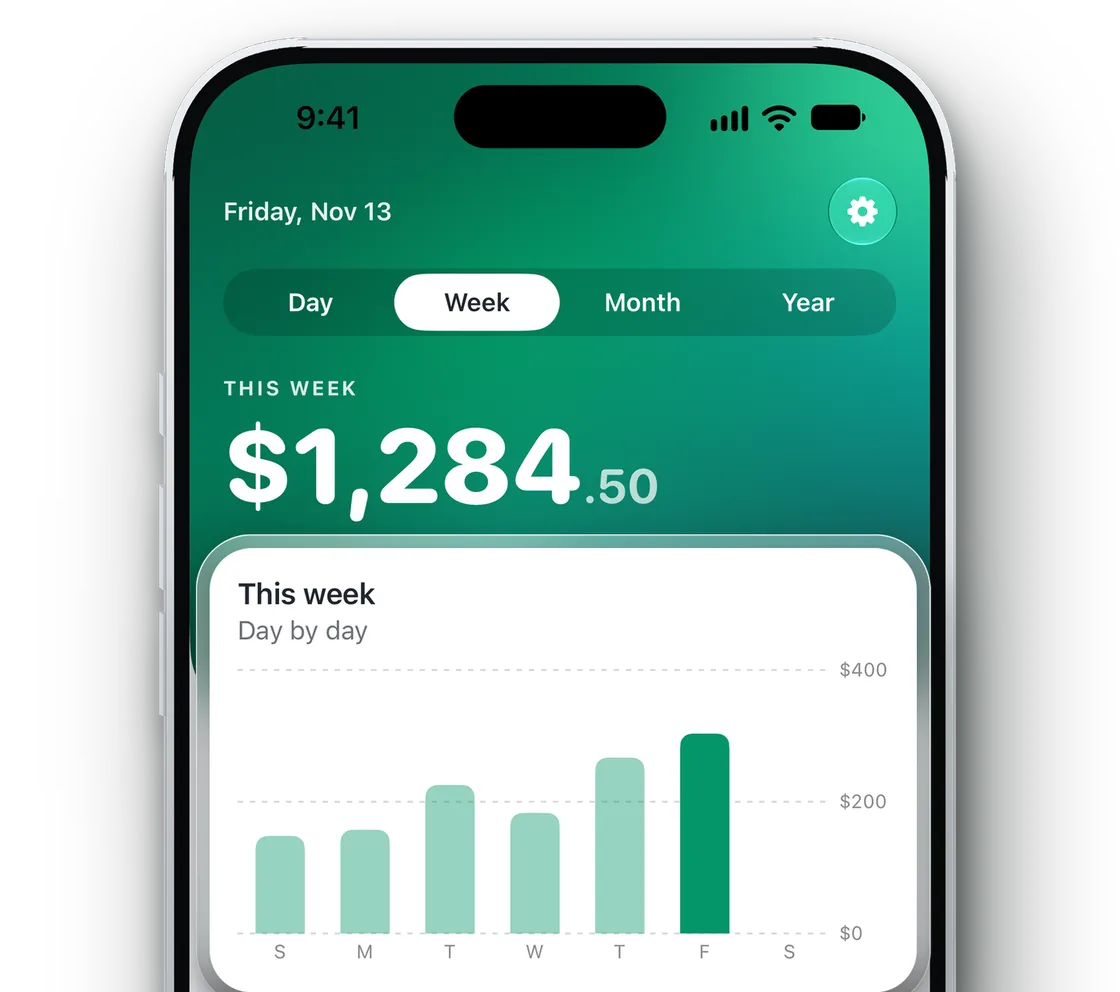 9:41
Friday, Nov 13
Day Week Month Year
THIS WEEK
$1,284.50
This week
Day by day
$400
$200
$0
S M T W T F S